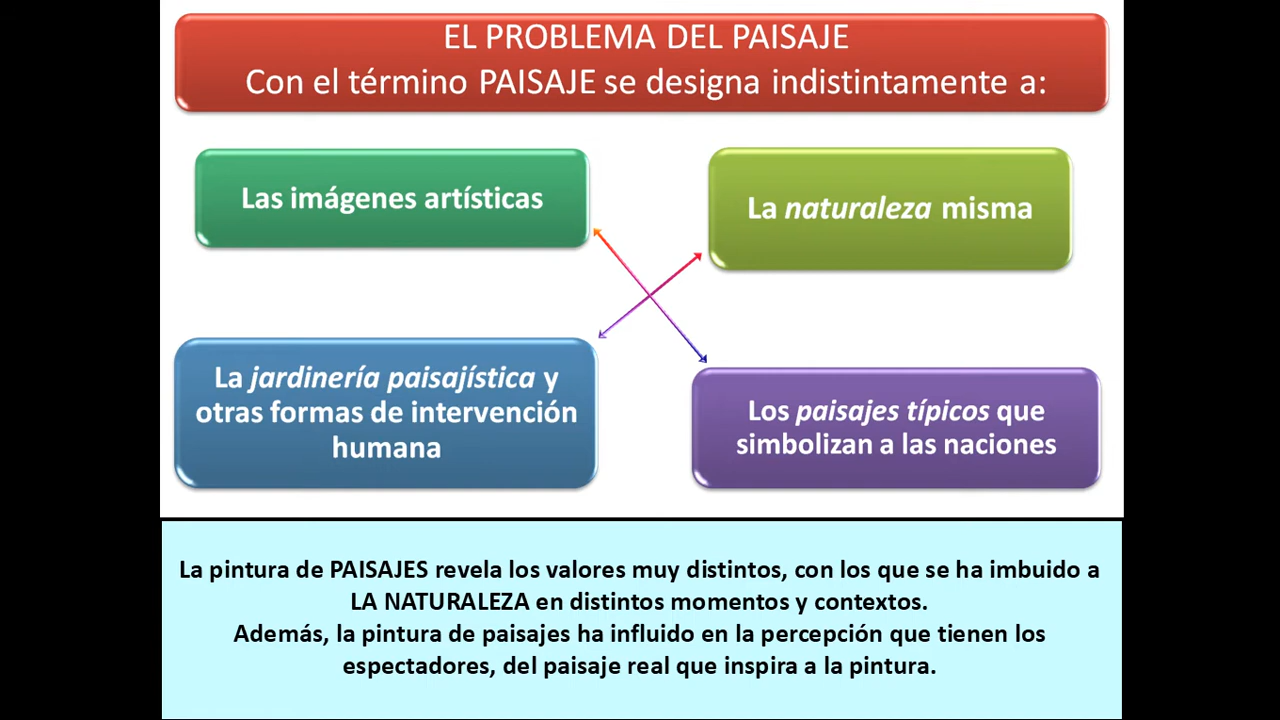 EL PROBLEMA DEL PAISAJE
Con el término PAISAJE se designa indistintamente a:
Las imágenes artísticas
La naturaleza misma
La jardinería paisajística y
otras formas de intervención
humana
Los paisajes típicos que
simbolizan a las naciones
La pintura de PAISAJES revela los valores muy distintos, con los que se ha imbuido a
LA NATURALEZA en distintos momentos y contextos.
Además, la pintura de paisajes ha influido en la percepción que tienen los
espectadores, del paisaje real que inspira a la pintura.